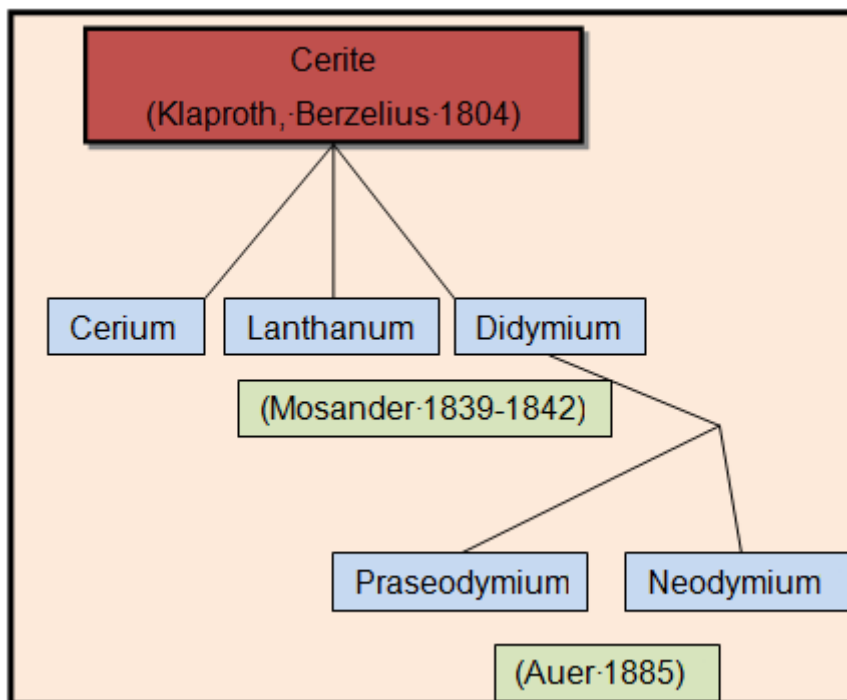 Cerite
(Klaproth,·Berzelius·1804)
Cerium
Lanthanum
Didymium
(Mosander·1839-1842)
Praseodymium
Neodymium
(Auer·1885)